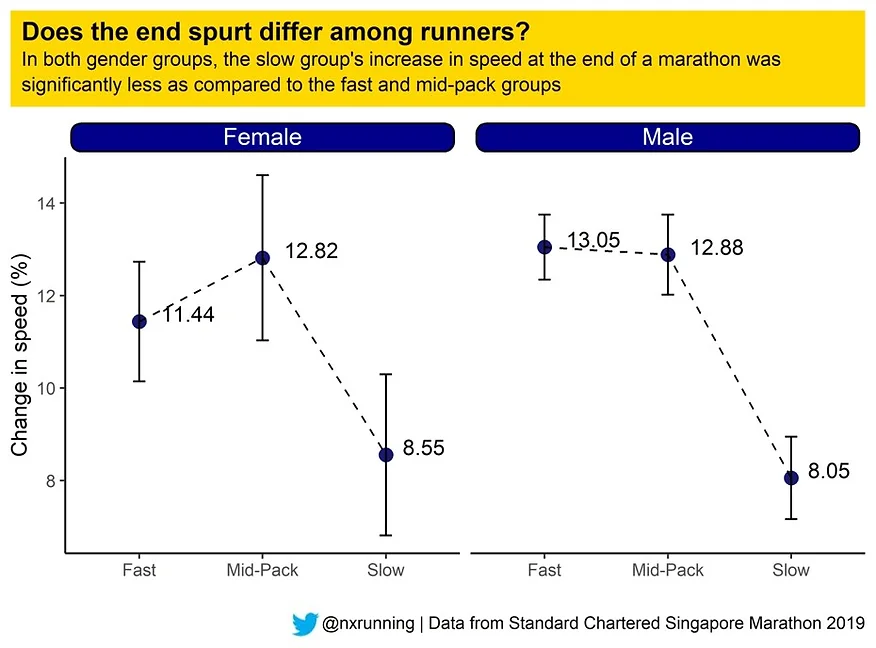 Does the end spurt differ among runners?
In both gender groups, the slow group's increase in speed at the end of a marathon was
significantly less as compared to the fast and mid-pack groups
Female
Male
Change in speed (%)
14
12
10
8
11.44
12.82
8.55
13.05
12.88
8.05
Fast
Mid-Pack
Slow
Fast
Mid-Pack
Slow
@nxrunning | Data from Standard Chartered Singapore Marathon 2019